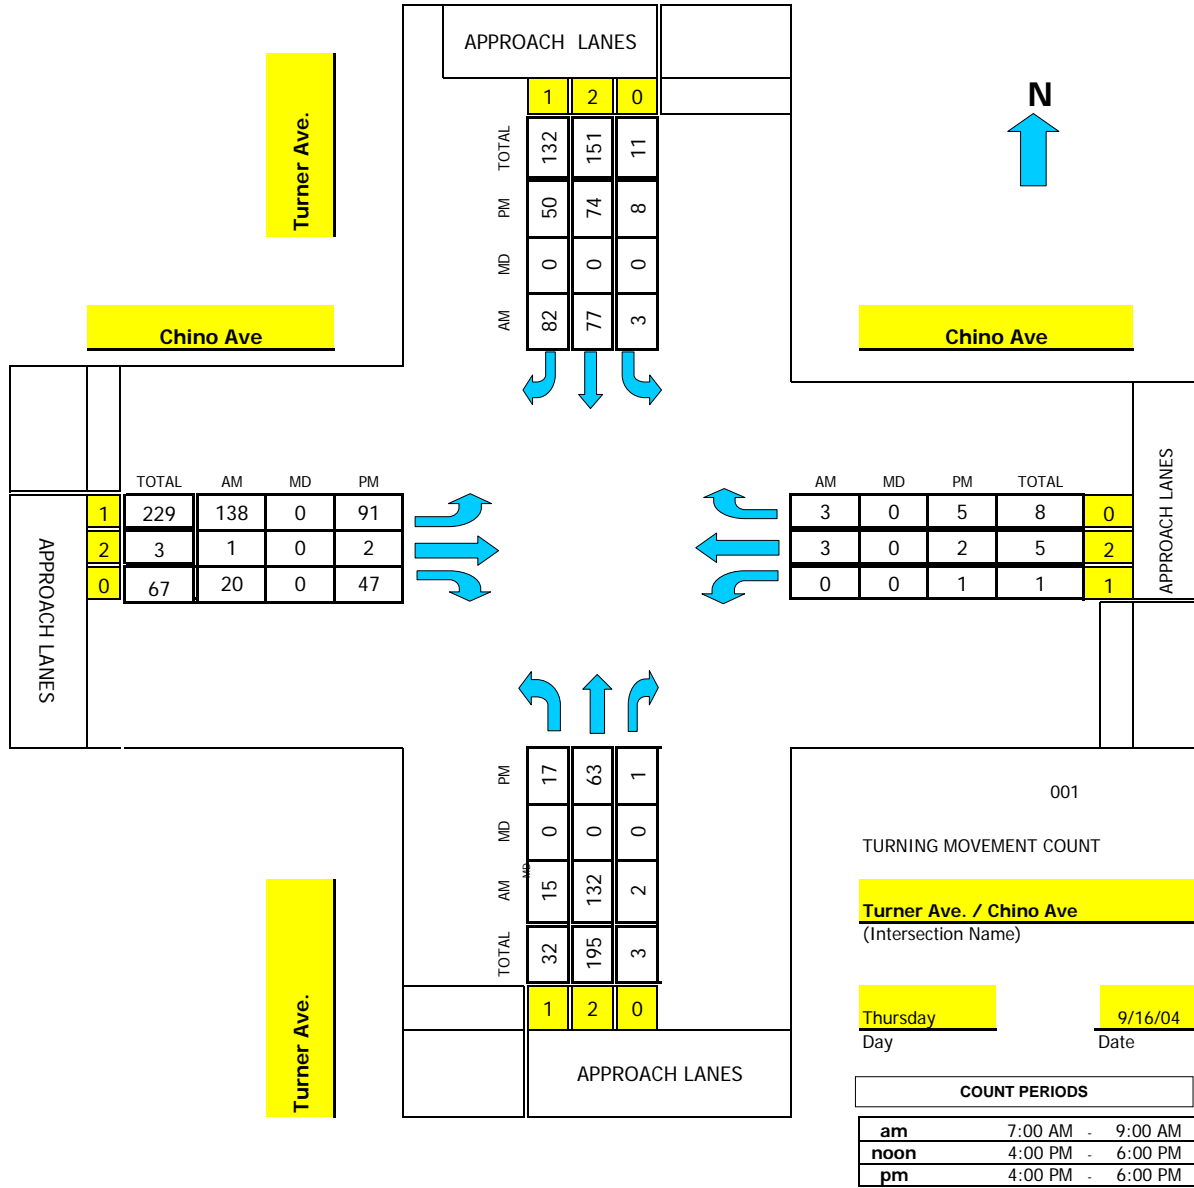 APPROACH LANES
1 2 0
N
Turner Ave.
TOTAL 132 151 11
PM 50 74 8
MD 0 0 0
AM 82 77 3
Chino Ave
Chino Ave
TOTAL AM MD PM
1 229 138 0 91
2 3 1 0 2
0 67 20 0 47
APPROACH LANES
AM MD PM TOTAL
3 0 5 8 0
3 0 2 5 2
0 0 1 1 1
APPROACH LANES
PM 17 63 1
MD 0 0 0
MD
AM 15 132 2
TOTAL 32 195 3
1 2 0
APPROACH LANES
Turner Ave.
001
TURNING MOVEMENT COUNT
Turner Ave. / Chino Ave
(Intersection Name)
Thursday 9/16/04
Day Date
COUNT PERIODS
am 7:00 AM - 9:00 AM
noon 4:00 PM - 6:00 PM
pm 4:00 PM - 6:00 PM